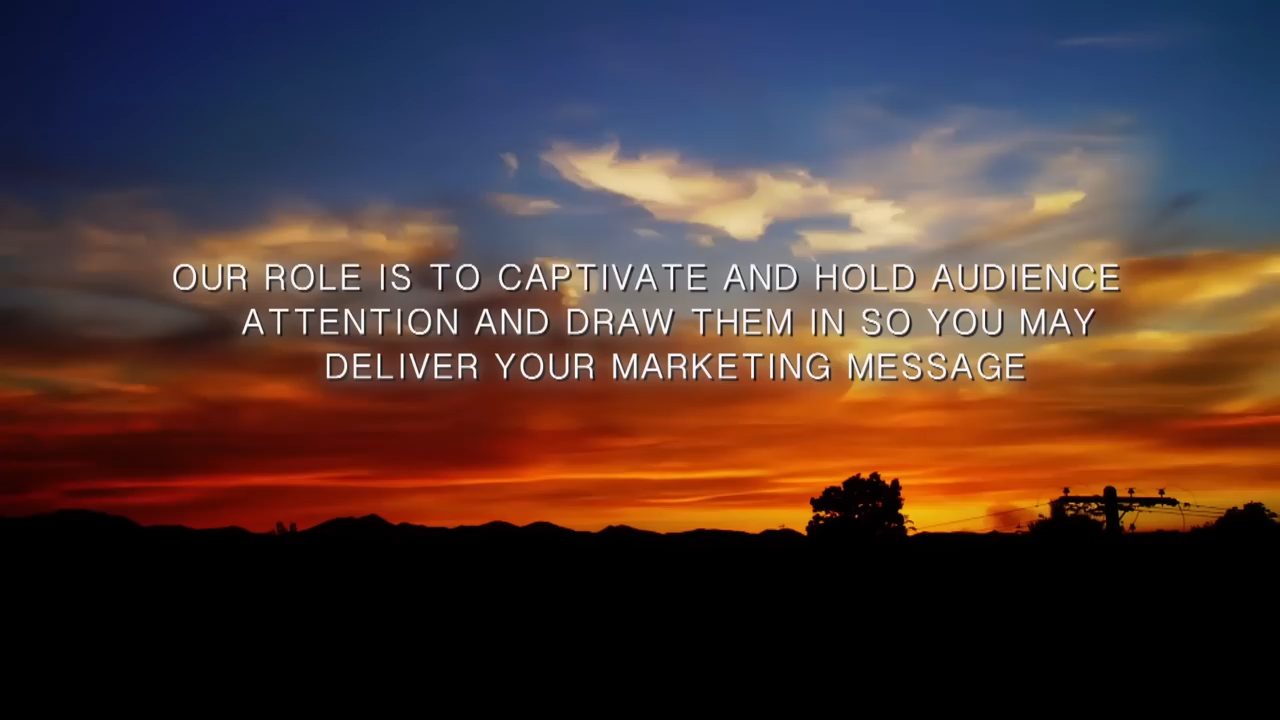 OUR ROLE IS TO CAPTIVATE AND HOLD AUDIENCE
ATTENTION AND DRAW THEM IN SO YOU MAY
DELIVER YOUR MARKETING MESSAGE